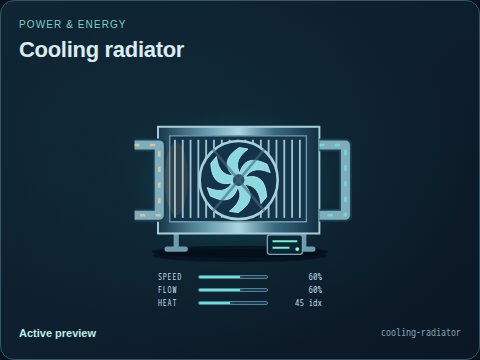 POWER & ENERGY
Cooling radiator
SPEED 60%
FLOW 60%
HEAT 45 idx
Active preview cooling-radiator